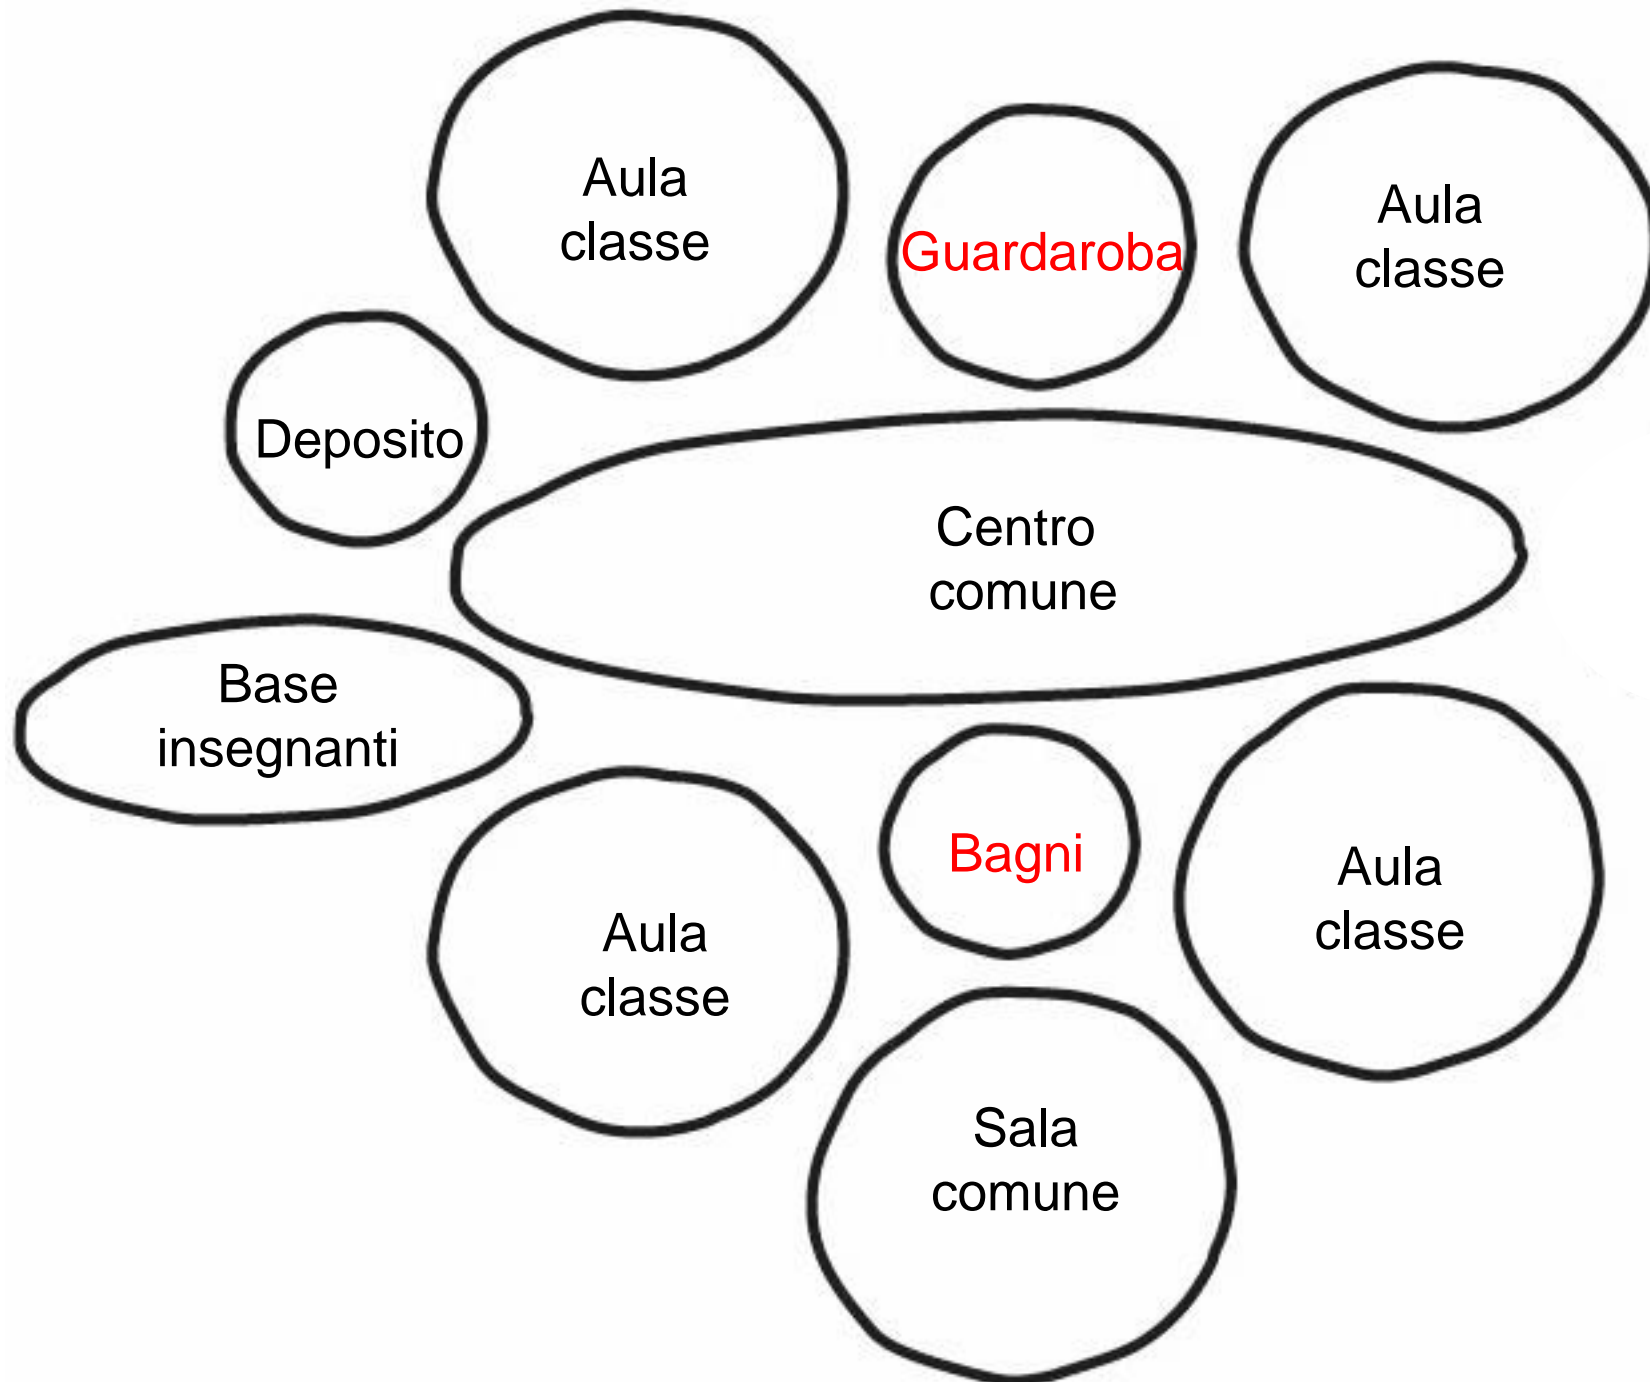 Aula
classe
Guardaroba
Aula
classe
Deposito
Centro
comune
Base
insegnanti
Bagni
Aula
classe
Aula
classe
Sala
comune